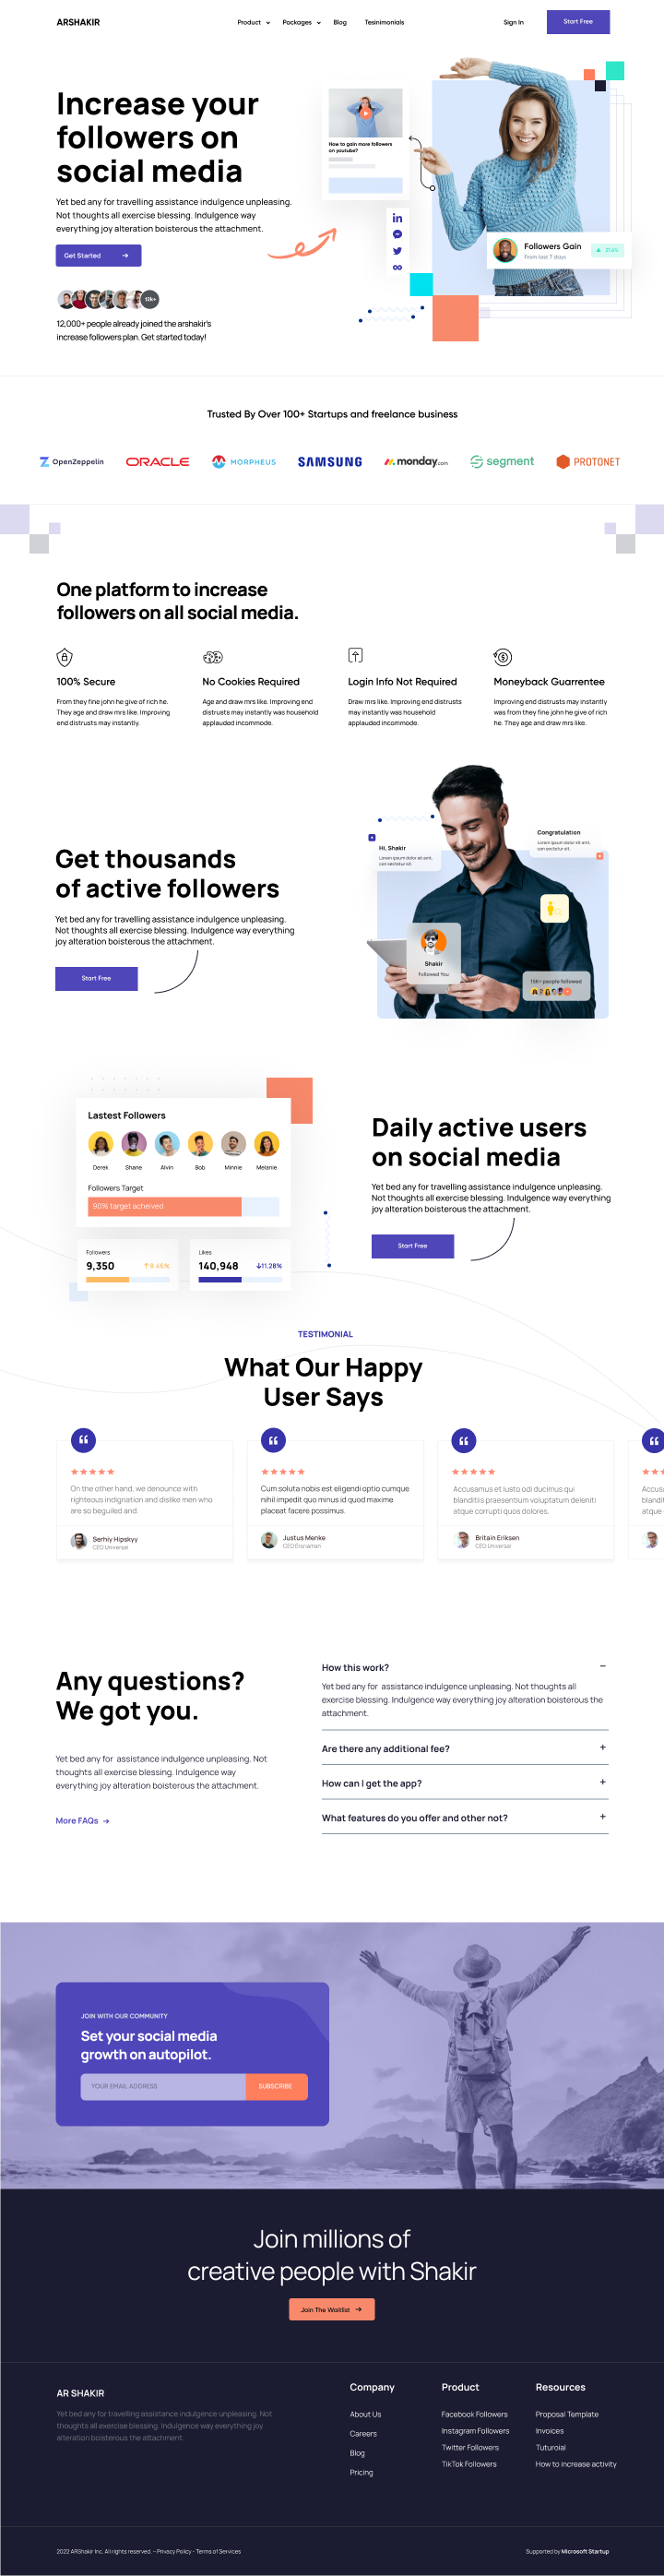 ARSHAKIR
Product
Packages
Blog
Tesinimonials
Sign In
Start Free
Increase your
followers on
social media
Yet bed any for travelling assistance indulgence unpleasing.
Not thoughts all exercise blessing. Indulgence way
everything joy alteration boisterous the attachment.
Get Started
12k+
12,000+ people already joined the arshakir's
increase followers plan. Get started today!
How to gain more followers
on youtube?
Followers Gain
From last 7 days
Trusted By Over 100+ Startups and freelance business
OpenZeppelin
ORACLE
MORPHEUS
SAMSUNG
monday.com
segment
PROTONET
One platform to increase
followers on all social media.
100% Secure
From they fine john he give of rich he.
They age and draw mrs like. Improving
end distrusts may instantly.
No Cookies Required
Age and draw mrs like. Improving end
distrusts may instantly was household
applauded incommode.
Login Info Not Required
Draw mrs like. Improving end distrusts
may instantly was household
applauded incommode.
Moneyback Guarrentee
Improving end distrusts may instantly
was from they fine john he give of rich
he. They age and draw mrs like.
Get thousands
of active followers
Yet bed any for travelling assistance indulgence unpleasing.
Not thoughts all exercise blessing. Indulgence way everything
joy alteration boisterous the attachment.
Start Free
Hi, Shakir
Lorem ipsum dolor sit amt,
con sectetur sit.
Congratulation
Lorem ipsum dolor sit amt,
con sectetur sit.
Shakir
Followed You
15k+ people followed
Lastest Followers
Derek
Shane
Alvin
Bob
Minnie
Melanie
Followers Target
90% target acheived
Followers
9,350
8.46%
Likes
140,948
11.28%
Daily active users
on social media
Yet bed any for travelling assistance indulgence unpleasing.
Not thoughts all exercise blessing. Indulgence way everything
joy alteration boisterous the attachment.
Start Free
TESTIMONIAL
What Our Happy
User Says
On the other hand, we denounce with
righteous indignation and dislike men who
are so beguiled and.
Serhiy Hipskyy
CEO Universal
Cum soluta nobis est eligendi optio cumque
nihil impedit quo minus id quod maxime
placeat facere possimus.
Justus Menke
CEO Eronaman
Accusamus et iusto odi ducimus qui
blanditiis praesentium voluptatum deleniti
atque corrupti quos dolores.
Britain Eriksen
CEO Universal
Accus
blandit
atque
Any questions?
We got you.
Yet bed any for assistance indulgence unpleasing. Not
thoughts all exercise blessing. Indulgence way
everything joy alteration boisterous the attachment.
More FAQs
How this work?
Yet bed any for assistance indulgence unpleasing. Not thoughts all
exercise blessing. Indulgence way everything joy alteration boisterous the
attachment.
Are there any additional fee?
How can I get the app?
What features do you offer and other not?
JOIN WITH OUR COMMUNITY
Set your social media
growth on autopilot.
YOUR EMAIL ADDRESS
SUBSCRIBE
Join millions of
creative people with Shakir
Join The Waitlist
AR SHAKIR
Yet bed any for travelling assistance indulgence unpleasing. Not
thoughts all exercise blessing. Indulgence way everything joy
alteration boisterous the attachment.
Company
About Us
Careers
Blog
Pricing
Product
Facebook Followers
Instagram Followers
Twitter Followers
TikTok Followers
Resources
Proposal Template
Invoices
Tuturoial
How to increase activity
2022 ARShakir Inc. All rights reserved. - Privacy Policy - Terms of Services
Supported by Microsoft Startup